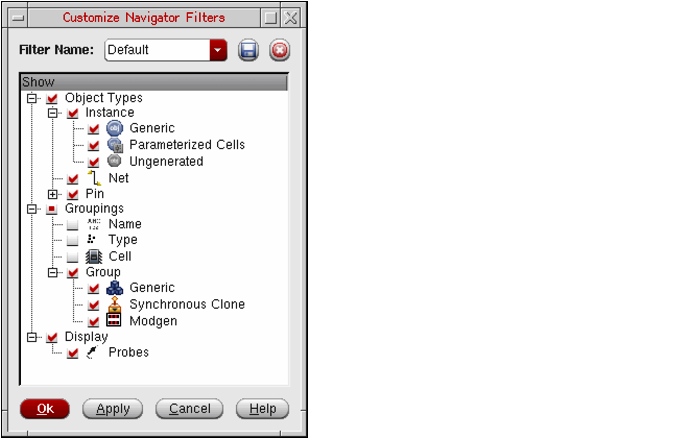 Customize Navigator Filters
Filter Name: Default
Show
Object Types
Instance
Generic
Parameterized Cells
Ungenerated
Net
Pin
Groupings
Name
Type
Cell
Group
Generic
Synchronous Clone
Modgen
Display
Probes
Ok Apply Cancel Help